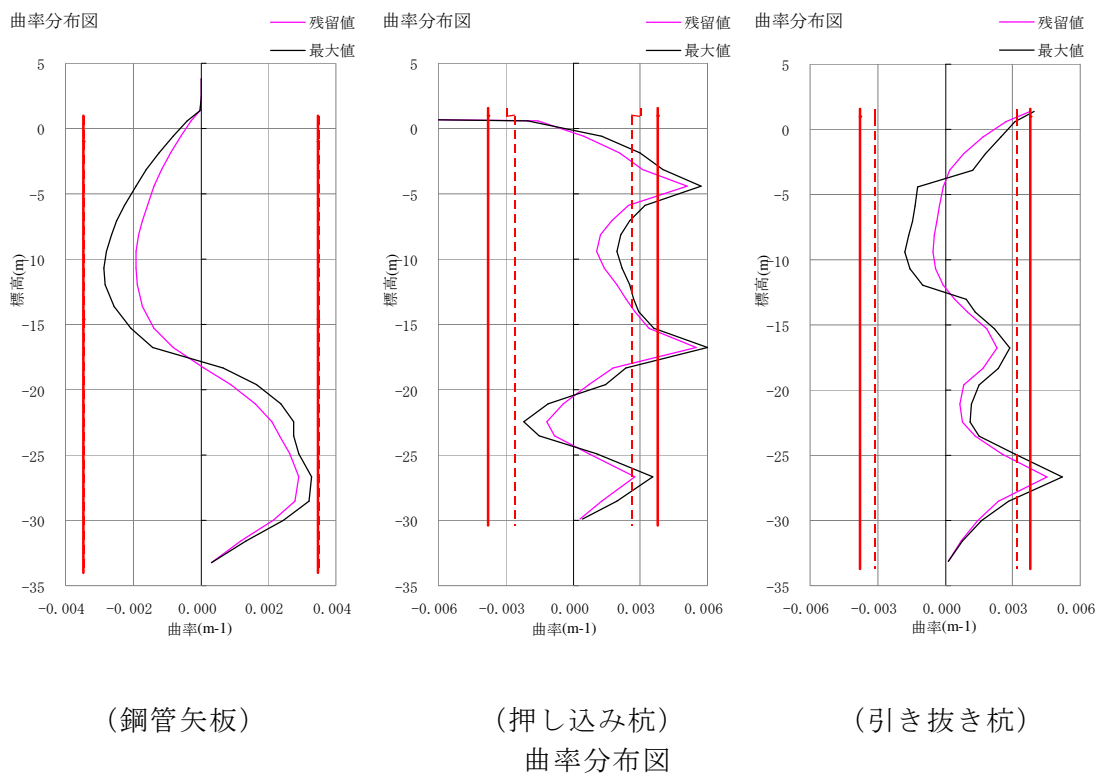 曲率分布図
残留値
最大値
5
0
-5
-10
-15
-20
-25
-30
-35
標高(m)
-0.004
-0.002
0.000
0.002
0.004
曲率(m-1)
(鋼管矢板)
曲率分布図
残留値
最大値
5
0
-5
-10
-15
-20
-25
-30
-35
標高(m)
-0.006
-0.003
0.000
0.003
0.006
曲率(m-1)
(押し込み杭)
曲率分布図
残留値
最大値
5
0
-5
-10
-15
-20
-25
-30
-35
標高(m)
-0.006
-0.003
0.000
0.003
0.006
曲率(m-1)
(引き抜き杭)
曲率分布図